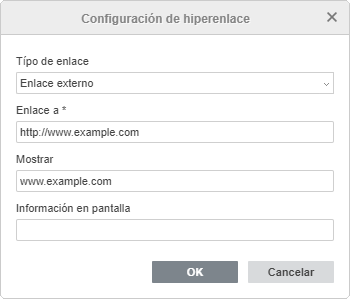 Configuración de hiperenlace
Típo de enlace
Enlace externo
Enlace a *
http://www.example.com
Mostrar
www.example.com
Información en pantalla
OK
Cancelar